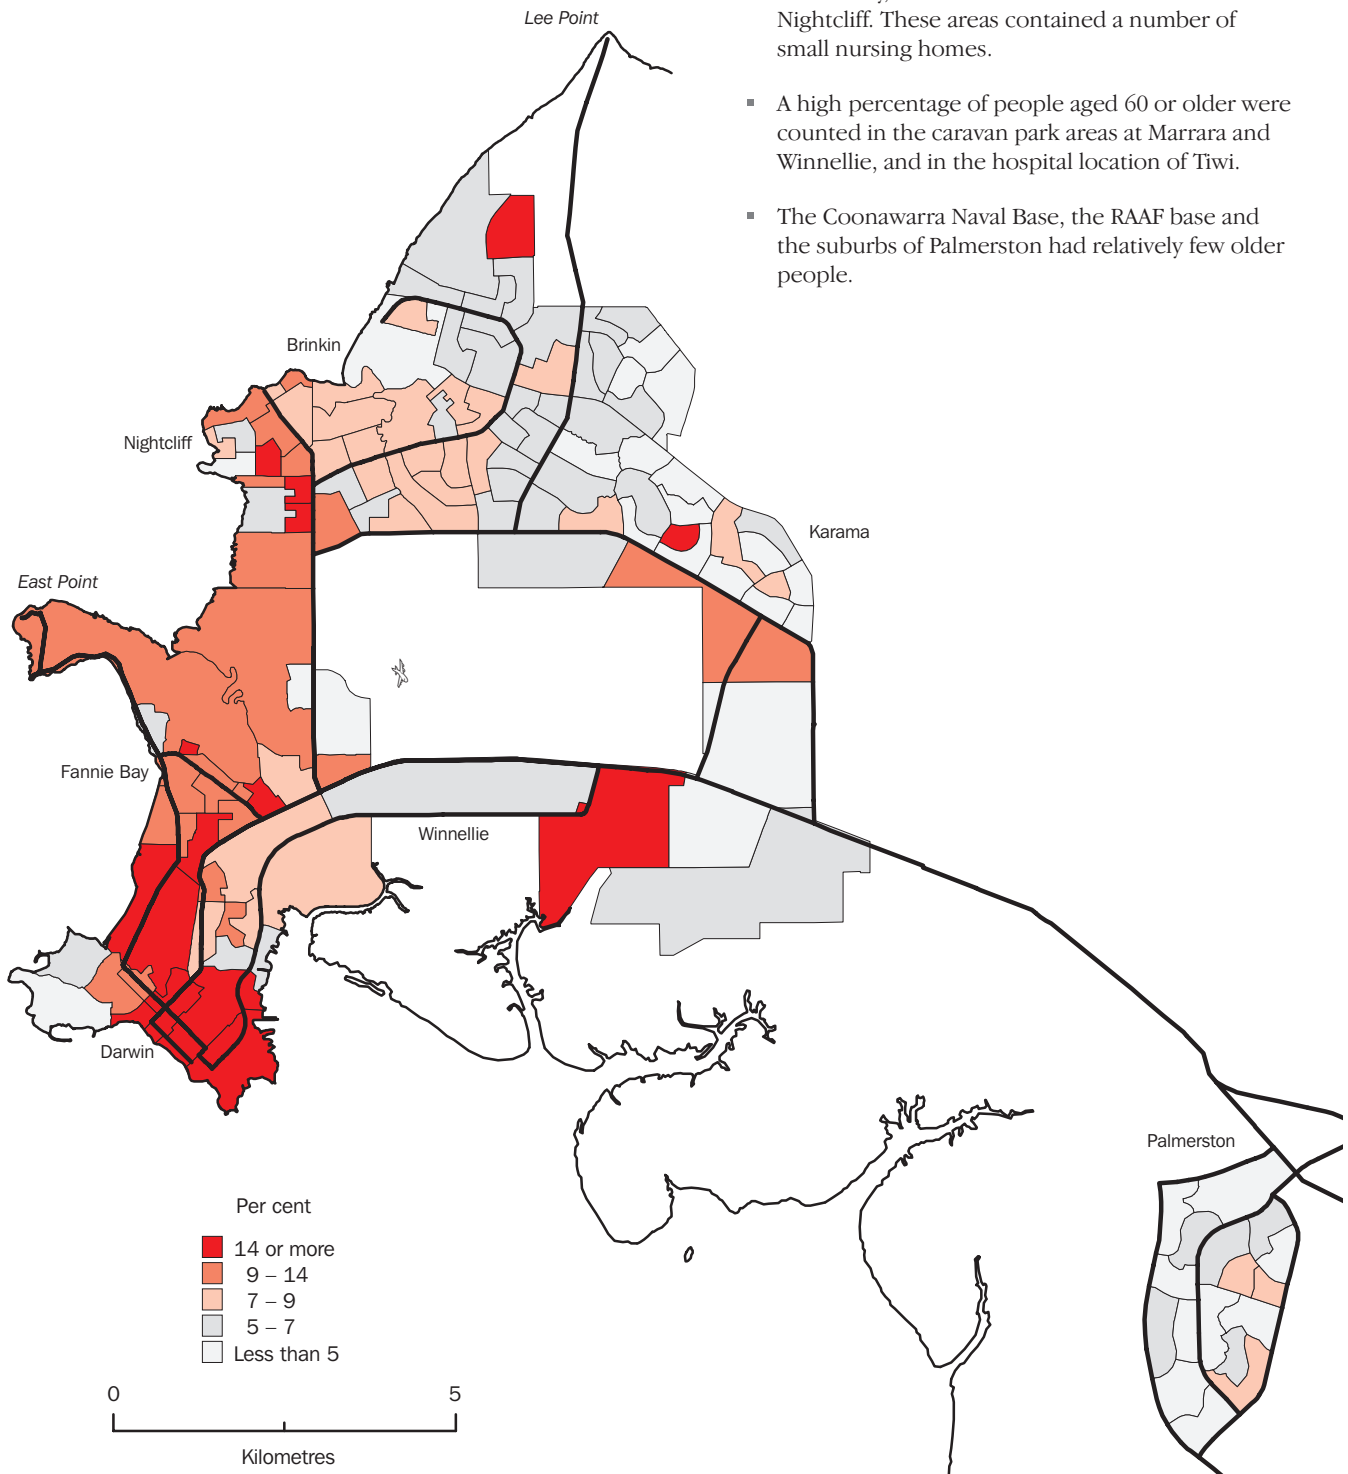 Lee Point
Nightcliff. These areas contained a number of
small nursing homes.
▪ A high percentage of people aged 60 or older were
counted in the caravan park areas at Marrara and
Winnellie, and in the hospital location of Tiwi.
▪ The Coonawarra Naval Base, the RAAF base and
the suburbs of Palmerston had relatively few older
people.
Brinkin
Nightcliff
Karama
East Point
Fannie Bay
Winnellie
Darwin
Palmerston
Per cent
14 or more
9 – 14
7 – 9
5 – 7
Less than 5
0 5
Kilometres